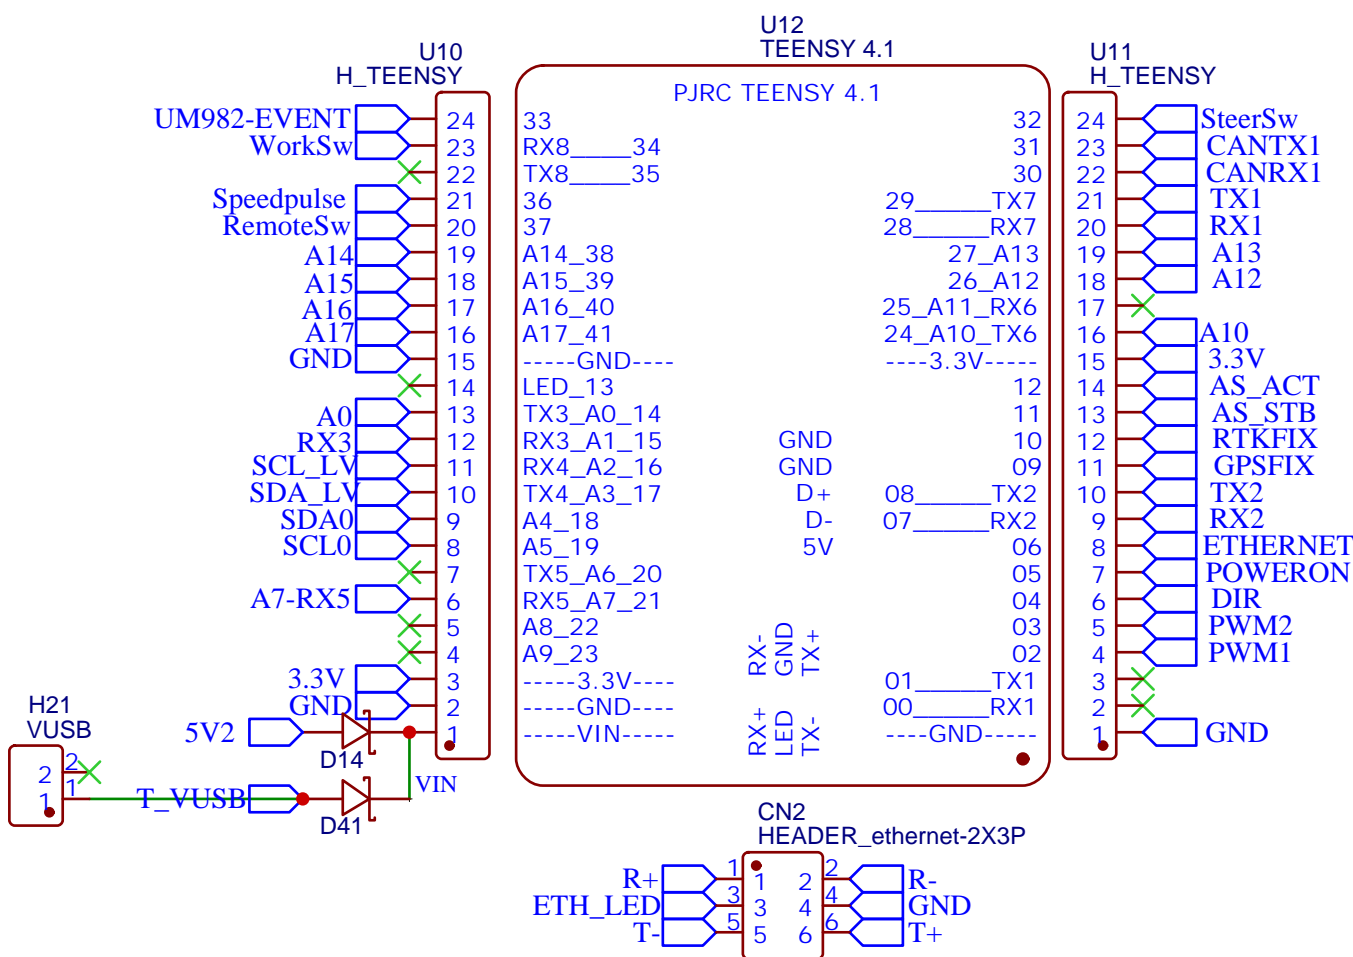 U12
TEENSY 4.1
U10
H_TEENSY
U11
H_TEENSY
PJRC TEENSY 4.1
UM982-EVENT 24 33 32 24 SteerSw
WorkSw 23 RX8____34 31 23 CANTX1
22 TX8____35 30 22 CANRX1
Speedpulse 21 36 29______TX7 21 TX1
RemoteSw 20 37 28______RX7 20 RX1
A14 19 A14_38 27_A13 19 A13
A15 18 A15_39 26_A12 18 A12
A16 17 A16_40 25_A11_RX6 17
A17 16 A17_41 24_A10_TX6 16 A10
GND 15 -----GND---- ----3.3V----- 15 3.3V
14 LED_13 12 14 AS_ACT
A0 13 TX3_A0_14 11 13 AS_STB
RX3 12 RX3_A1_15 GND 10 12 RTKFIX
SCL_LV 11 RX4_A2_16 GND 09 11 GPSFIX
SDA_LV 10 TX4_A3_17 D+ 08______TX2 10 TX2
SDA0 9 A4_18 D- 07______RX2 9 RX2
SCL0 8 A5_19 5V 06 8 ETHERNET
7 TX5_A6_20 05 7 POWERON
A7-RX5 6 RX5_A7_21 04 6 DIR
5 A8_22 03 5 PWM2
4 A9_23 02 4 PWM1
RX- GND TX+
3.3V 3 -----3.3V---- 01______TX1 3
GND 2 -----GND---- 00______RX1 2
5V2 1 -----VIN----- ----GND----- 1 GND
RX+ LED TX-
D14
H21
VUSB
2 2
1 1 T_VUSB
VIN
D41
CN2
HEADER_ethernet-2X3P
R+ 1 1 2 2 R-
ETH_LED 3 3 4 4 GND
T- 5 5 6 6 T+